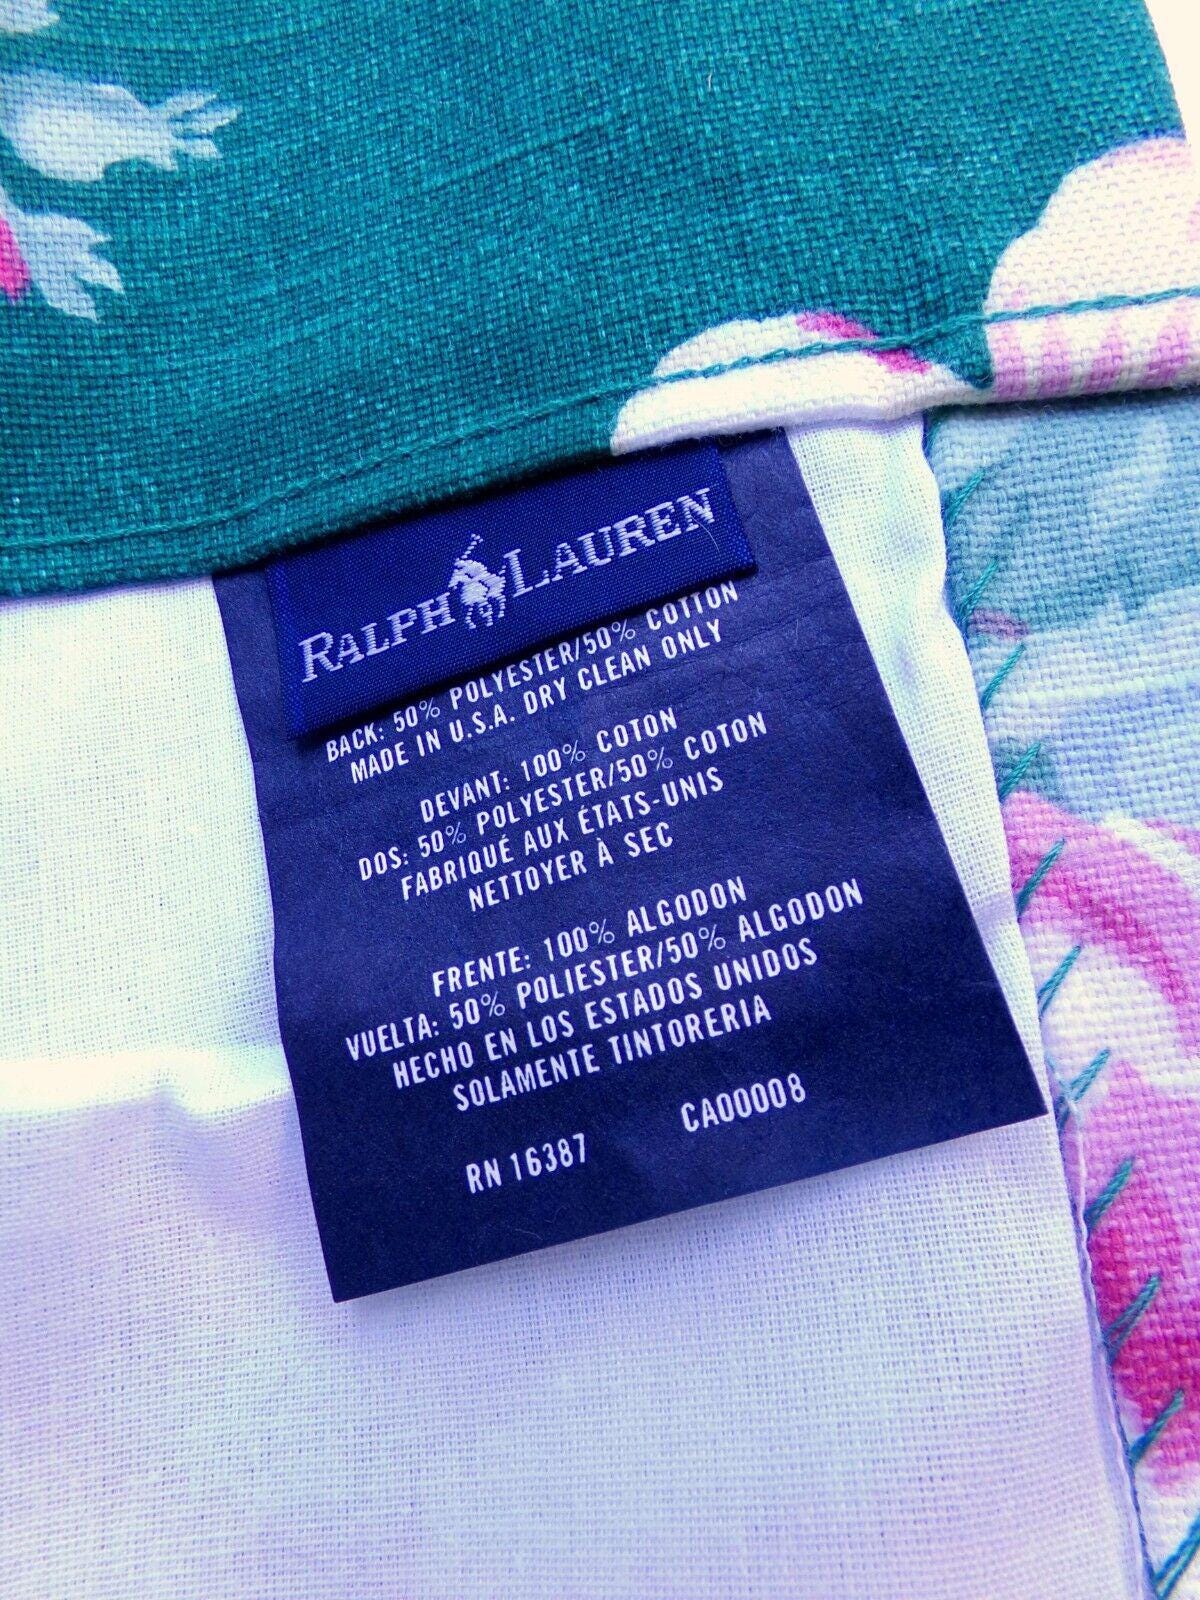 RALPH LAUREN
BACK: 50% POLYESTER/50% COTTON
MADE IN U.S.A. DRY CLEAN ONLY
DEVANT: 100% COTON
DOS: 50% POLYESTER/50% COTON
FABRIQUÉ AUX ÉTATS-UNIS
NETTOYER À SEC
FRENTE: 100% ALGODON
VUELTA: 50% POLIESTER/50% ALGODON
HECHO EN LOS ESTADOS UNIDOS
SOLAMENTE TINTORERIA
RN 16387 CA00008